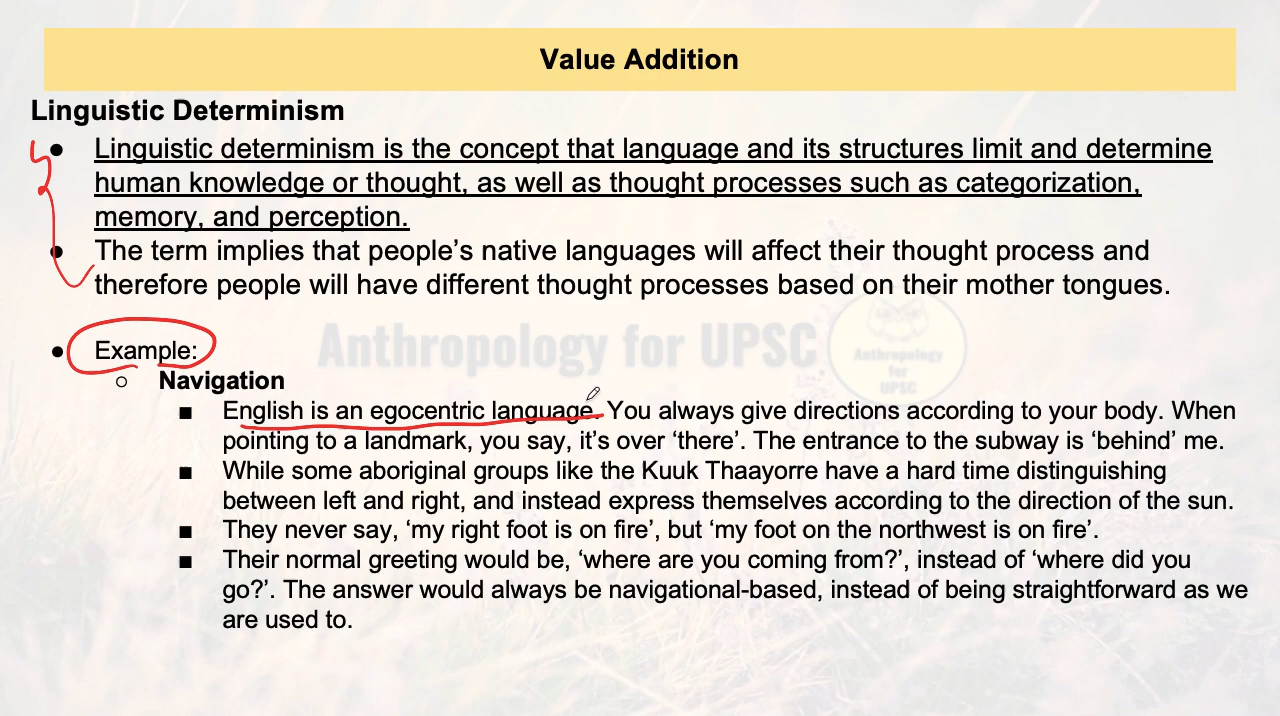 Value Addition
Linguistic Determinism
● Linguistic determinism is the concept that language and its structures limit and determine
human knowledge or thought, as well as thought processes such as categorization,
memory, and perception.
● The term implies that people’s native languages will affect their thought process and
therefore people will have different thought processes based on their mother tongues.
Anthropology for UPSC
Anthropology
for
UPSC
● Example:
○ Navigation
■ English is an egocentric language. You always give directions according to your body. When
pointing to a landmark, you say, it’s over ‘there’. The entrance to the subway is ‘behind’ me.
■ While some aboriginal groups like the Kuuk Thaayorre have a hard time distinguishing
between left and right, and instead express themselves according to the direction of the sun.
■ They never say, ‘my right foot is on fire’, but ‘my foot on the northwest is on fire’.
■ Their normal greeting would be, ‘where are you coming from?’, instead of ‘where did you
go?’. The answer would always be navigational-based, instead of being straightforward as we
are used to.